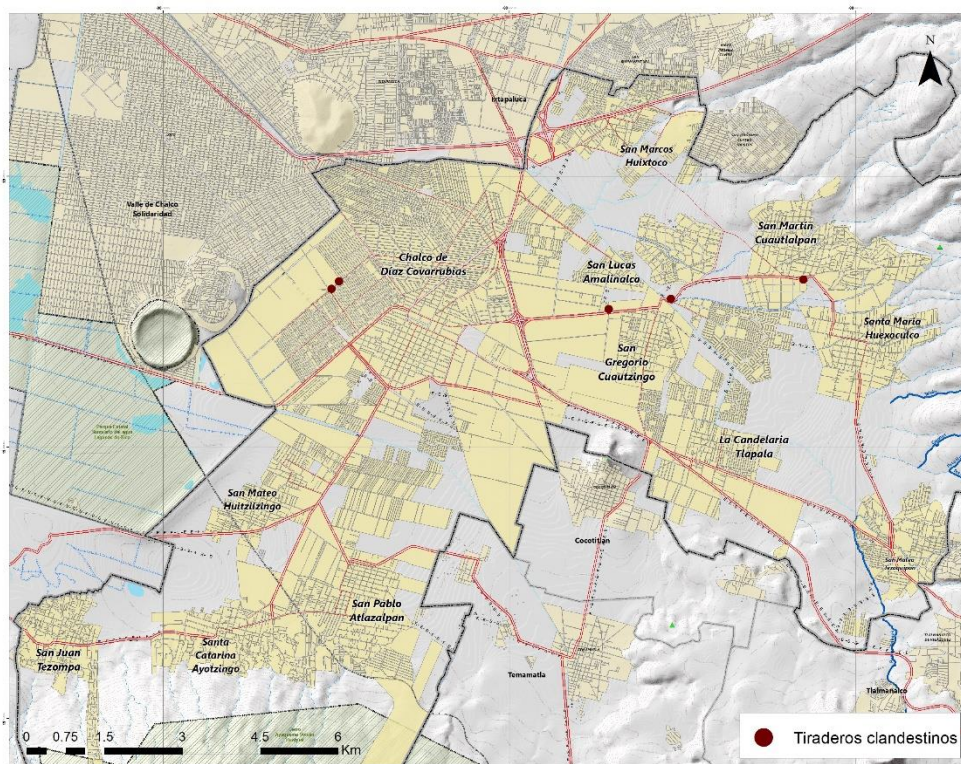 N
Ixtapaluca
San Marcos
Huixtoco
Valle de Chalco
Solidaridad
San Martín
Cuautlalpan
Chalco de
Díaz Covarrubias
San Lucas
Amalinalco
Santa María
Huexoculco
San
Gregorio
Cuautzingo
La Candelaria
Tlapala
San Mateo
Huitzilzingo
Cocotitlán
San Pablo
Atlazalpan
San Juan
Tezompa
Santa
Catarina
Ayotzingo
Temamatla
Tlalmanalco
0 0.75 1.5 3 4.5 6
Km
Tiraderos clandestinos